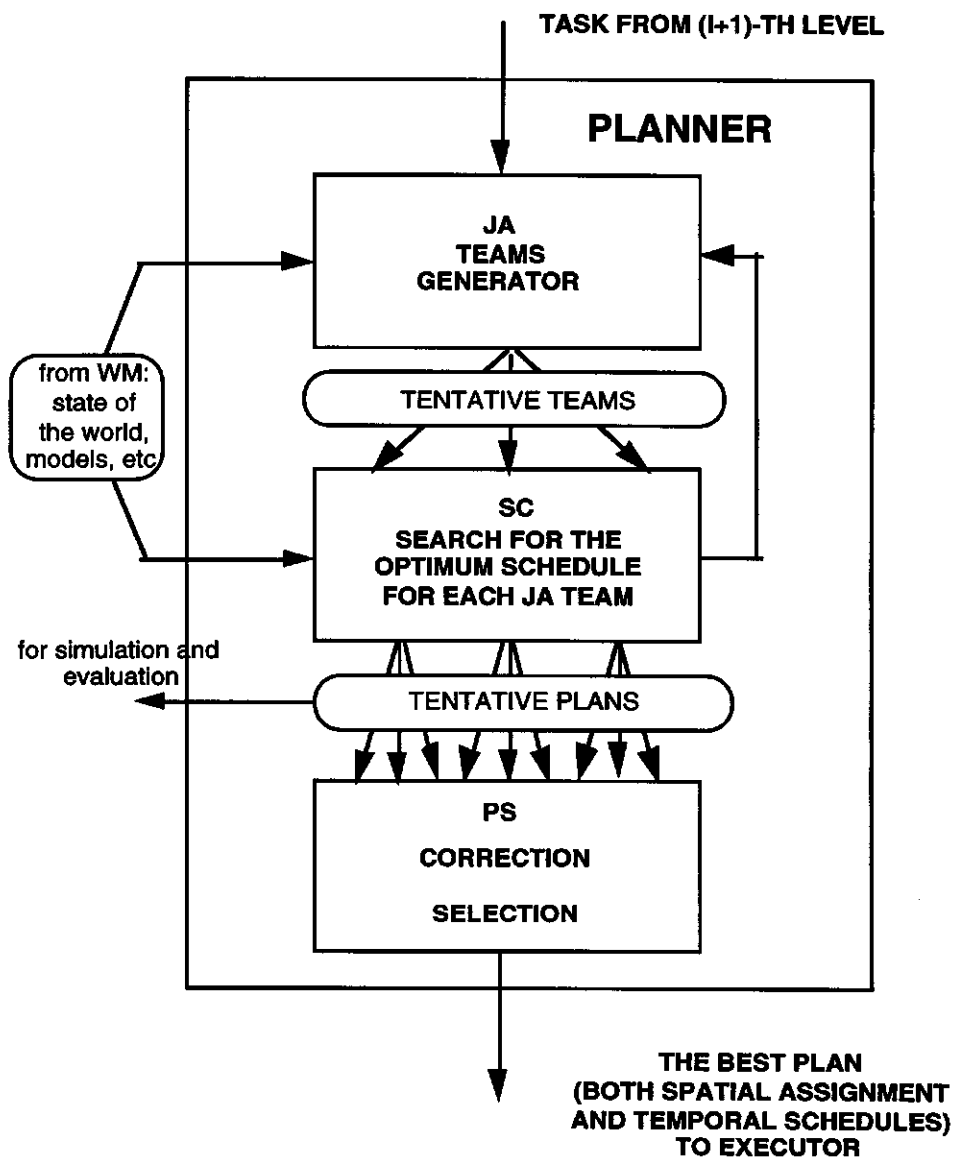 TASK FROM (I+1)-TH LEVEL
PLANNER
JA
TEAMS
GENERATOR
from WM:
state of
the world,
models, etc
TENTATIVE TEAMS
SC
SEARCH FOR THE
OPTIMUM SCHEDULE
FOR EACH JA TEAM
for simulation and
evaluation
TENTATIVE PLANS
PS
CORRECTION
SELECTION
THE BEST PLAN
(BOTH SPATIAL ASSIGNMENT
AND TEMPORAL SCHEDULES)
TO EXECUTOR